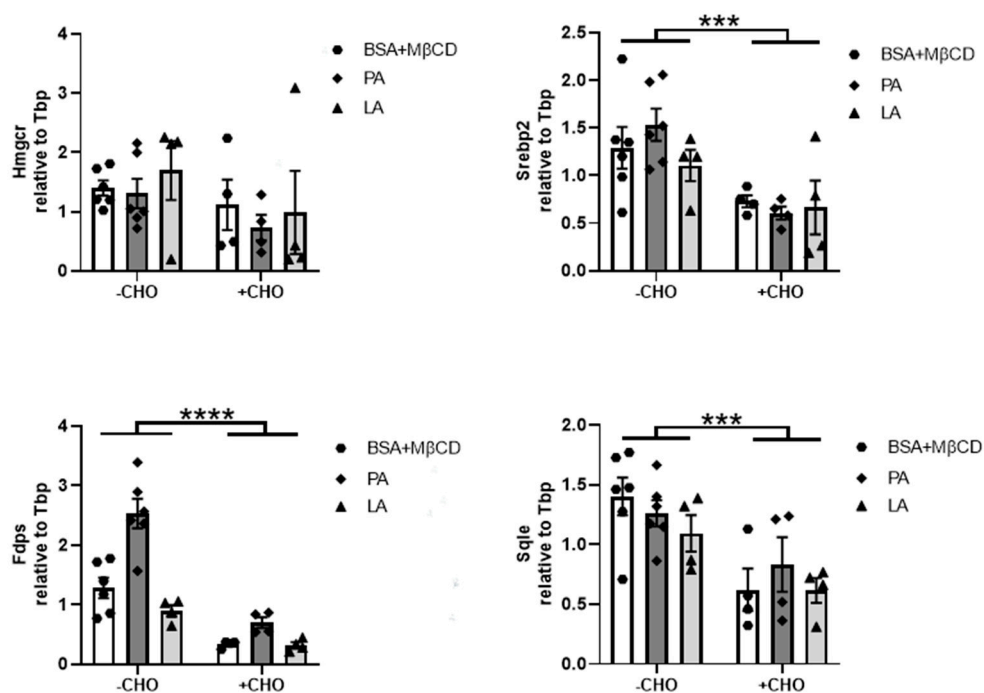 Hmgcr
relative to Tbp
4
3
2
1
0
-CHO
+CHO
BSA+MβCD
PA
LA
Srebp2
relative to Tbp
2.5
2.0
1.5
1.0
0.5
0.0
***
-CHO
+CHO
BSA+MβCD
PA
LA
Fdps
relative to Tbp
4
3
2
1
0
****
-CHO
+CHO
BSA+MβCD
PA
LA
Sqle
relative to Tbp
2.0
1.5
1.0
0.5
0.0
***
-CHO
+CHO
BSA+MβCD
PA
LA